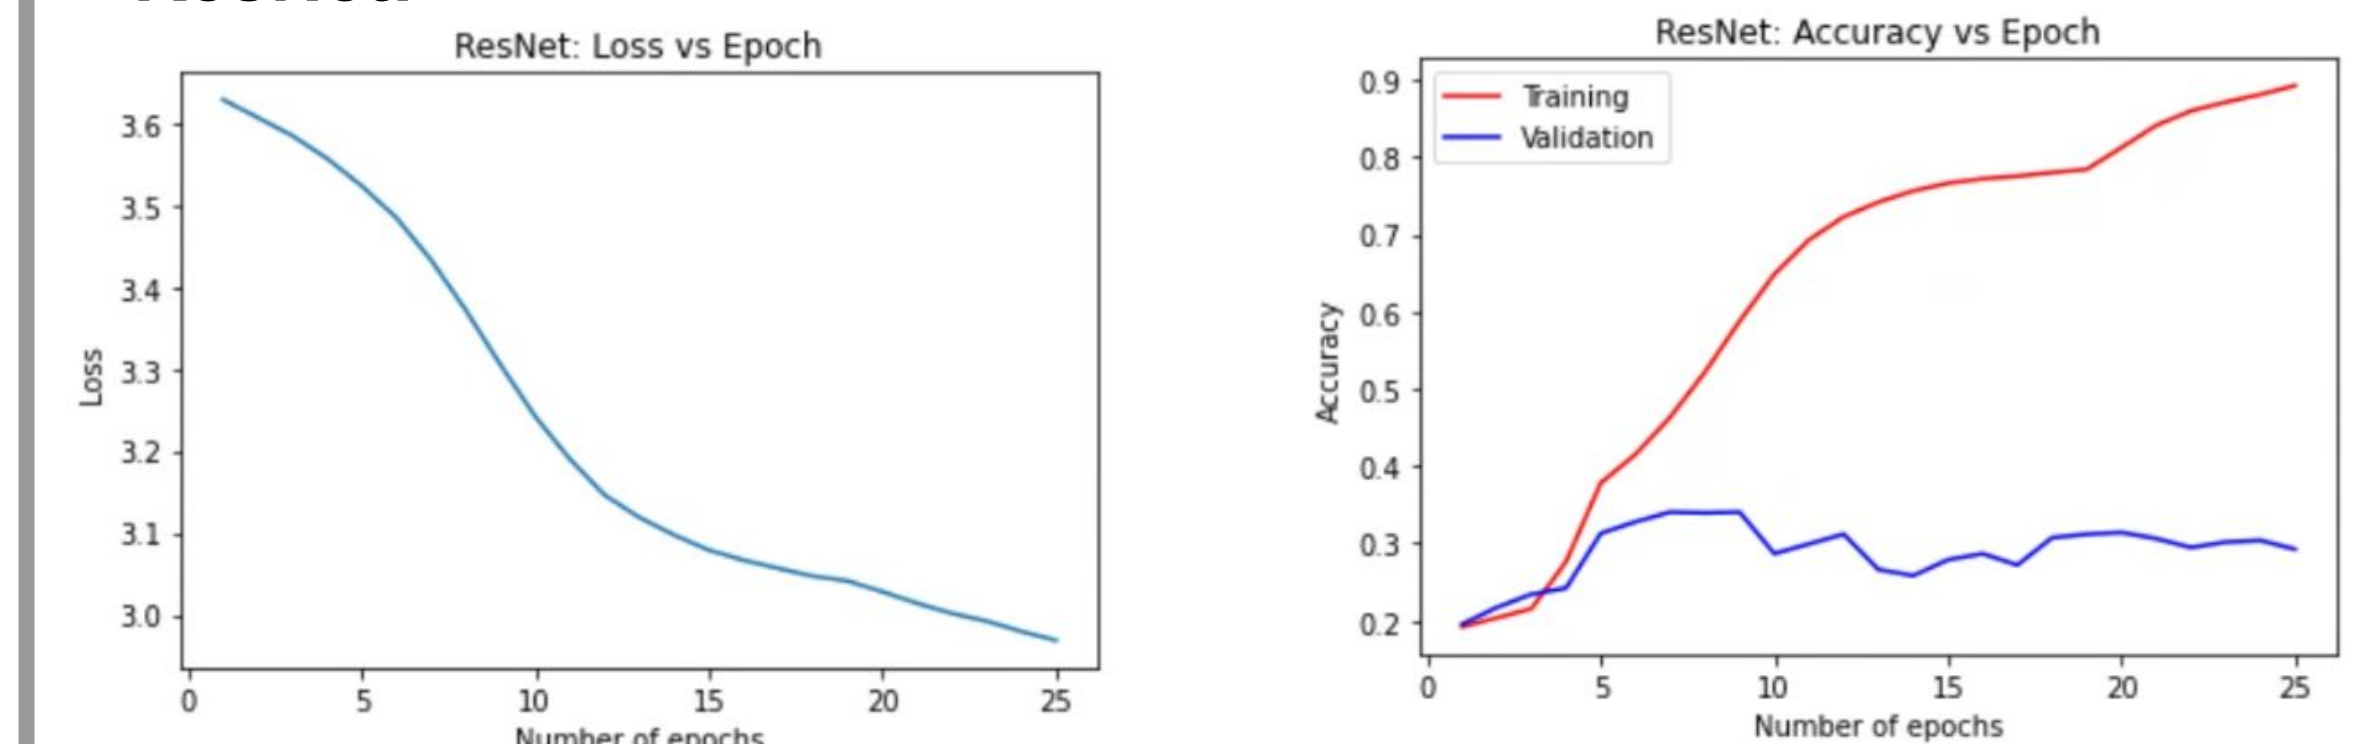 ResNet: Loss vs Epoch
3.6
3.5
3.4
3.3
3.2
3.1
3.0
Loss
0 5 10 15 20 25
Number of epochs
ResNet: Accuracy vs Epoch
Training
Validation
0.9
0.8
0.7
0.6
0.5
0.4
0.3
0.2
Accuracy
0 5 10 15 20 25
Number of epochs